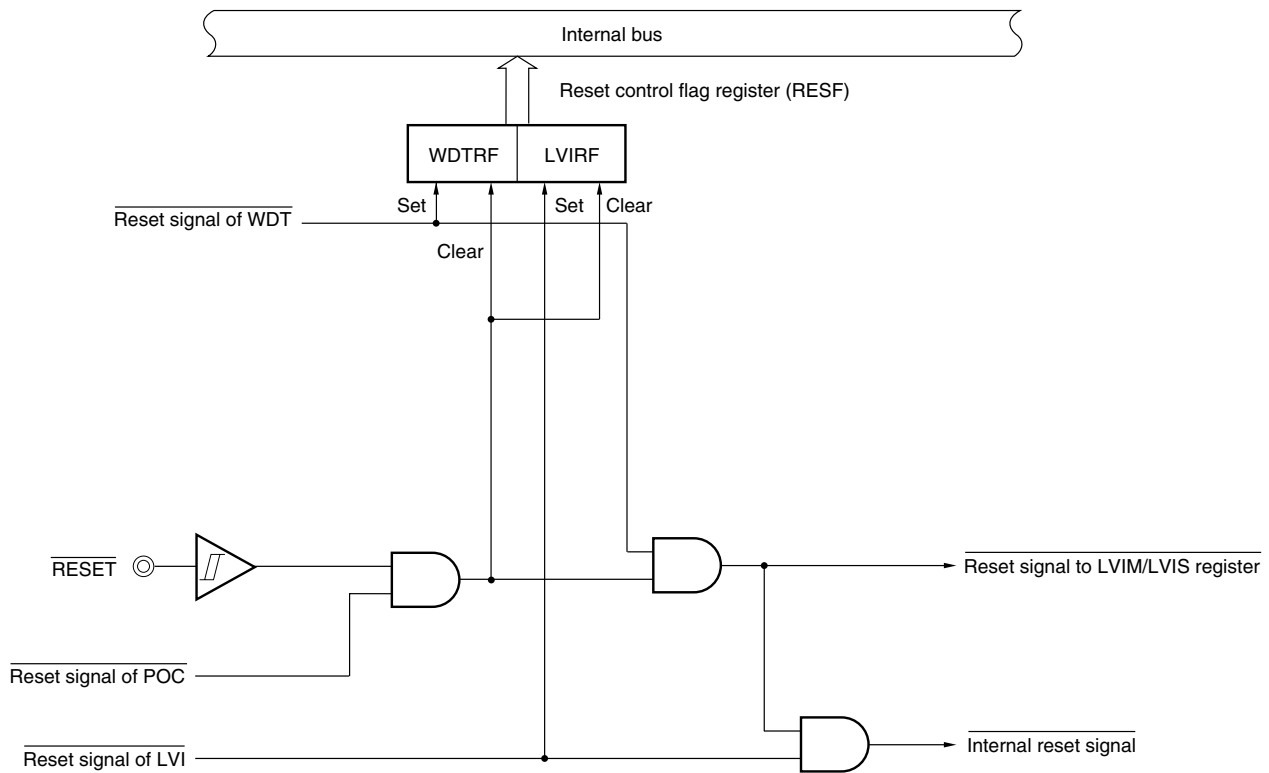 Internal bus
Reset control flag register (RESF)
WDTRF
LVIRF
Set
Set
Clear
Reset signal of WDT
Clear
RESET
Reset signal to LVIM/LVIS register
Reset signal of POC
Reset signal of LVI
Internal reset signal